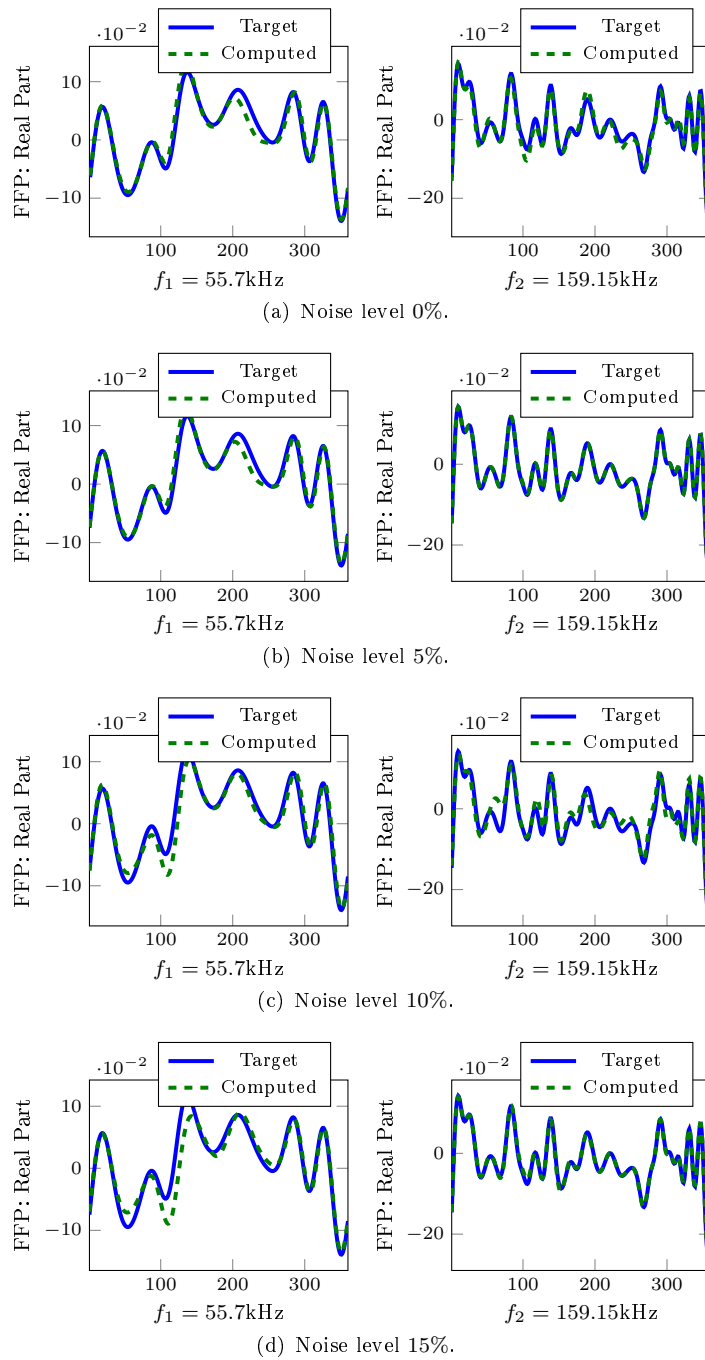 Target
Computed
Target
Computed
·10⁻²
·10⁻²
FFP: Real Part
10
0
−10
100 200 300
f₁ = 55.7kHz
FFP: Real Part
0
−20
100 200 300
f₂ = 159.15kHz
(a) Noise level 0%.
Target
Computed
Target
Computed
·10⁻²
·10⁻²
FFP: Real Part
10
0
−10
100 200 300
f₁ = 55.7kHz
FFP: Real Part
0
−20
100 200 300
f₂ = 159.15kHz
(b) Noise level 5%.
Target
Computed
Target
Computed
·10⁻²
·10⁻²
FFP: Real Part
10
0
−10
100 200 300
f₁ = 55.7kHz
FFP: Real Part
0
−20
100 200 300
f₂ = 159.15kHz
(c) Noise level 10%.
Target
Computed
Target
Computed
·10⁻²
·10⁻²
FFP: Real Part
10
0
−10
100 200 300
f₁ = 55.7kHz
FFP: Real Part
0
−20
100 200 300
f₂ = 159.15kHz
(d) Noise level 15%.